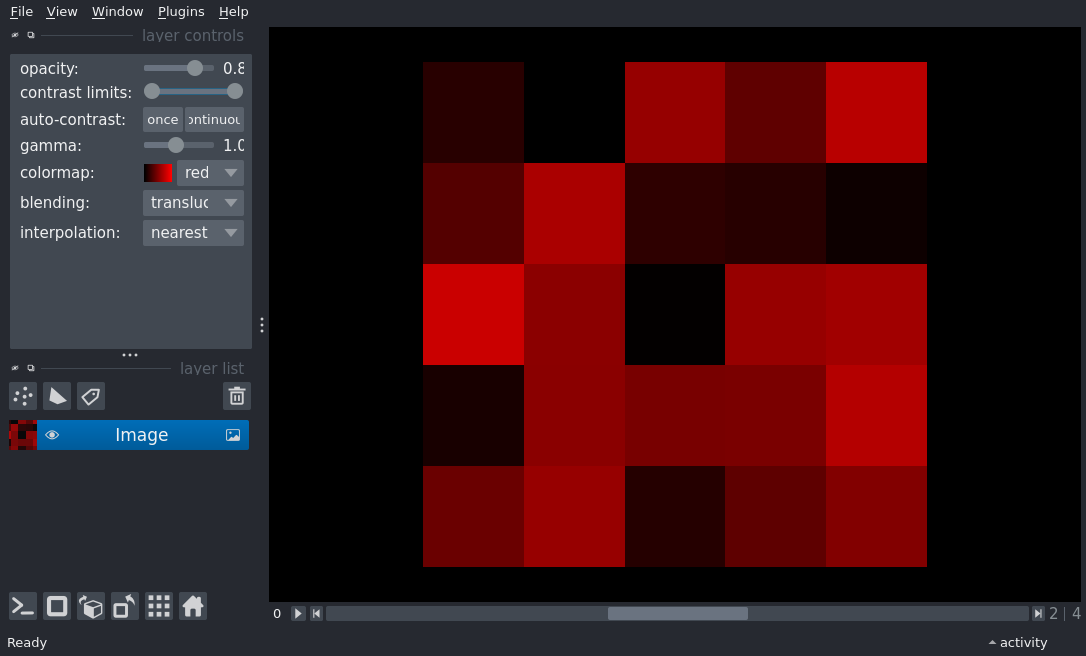 File View Window Plugins Help
layer controls
opacity: 0.8
contrast limits:
auto-contrast: once ontinuou
gamma: 1.0
colormap: red
blending: transluc
interpolation: nearest
layer list
Image
0 2 | 4
Ready activity